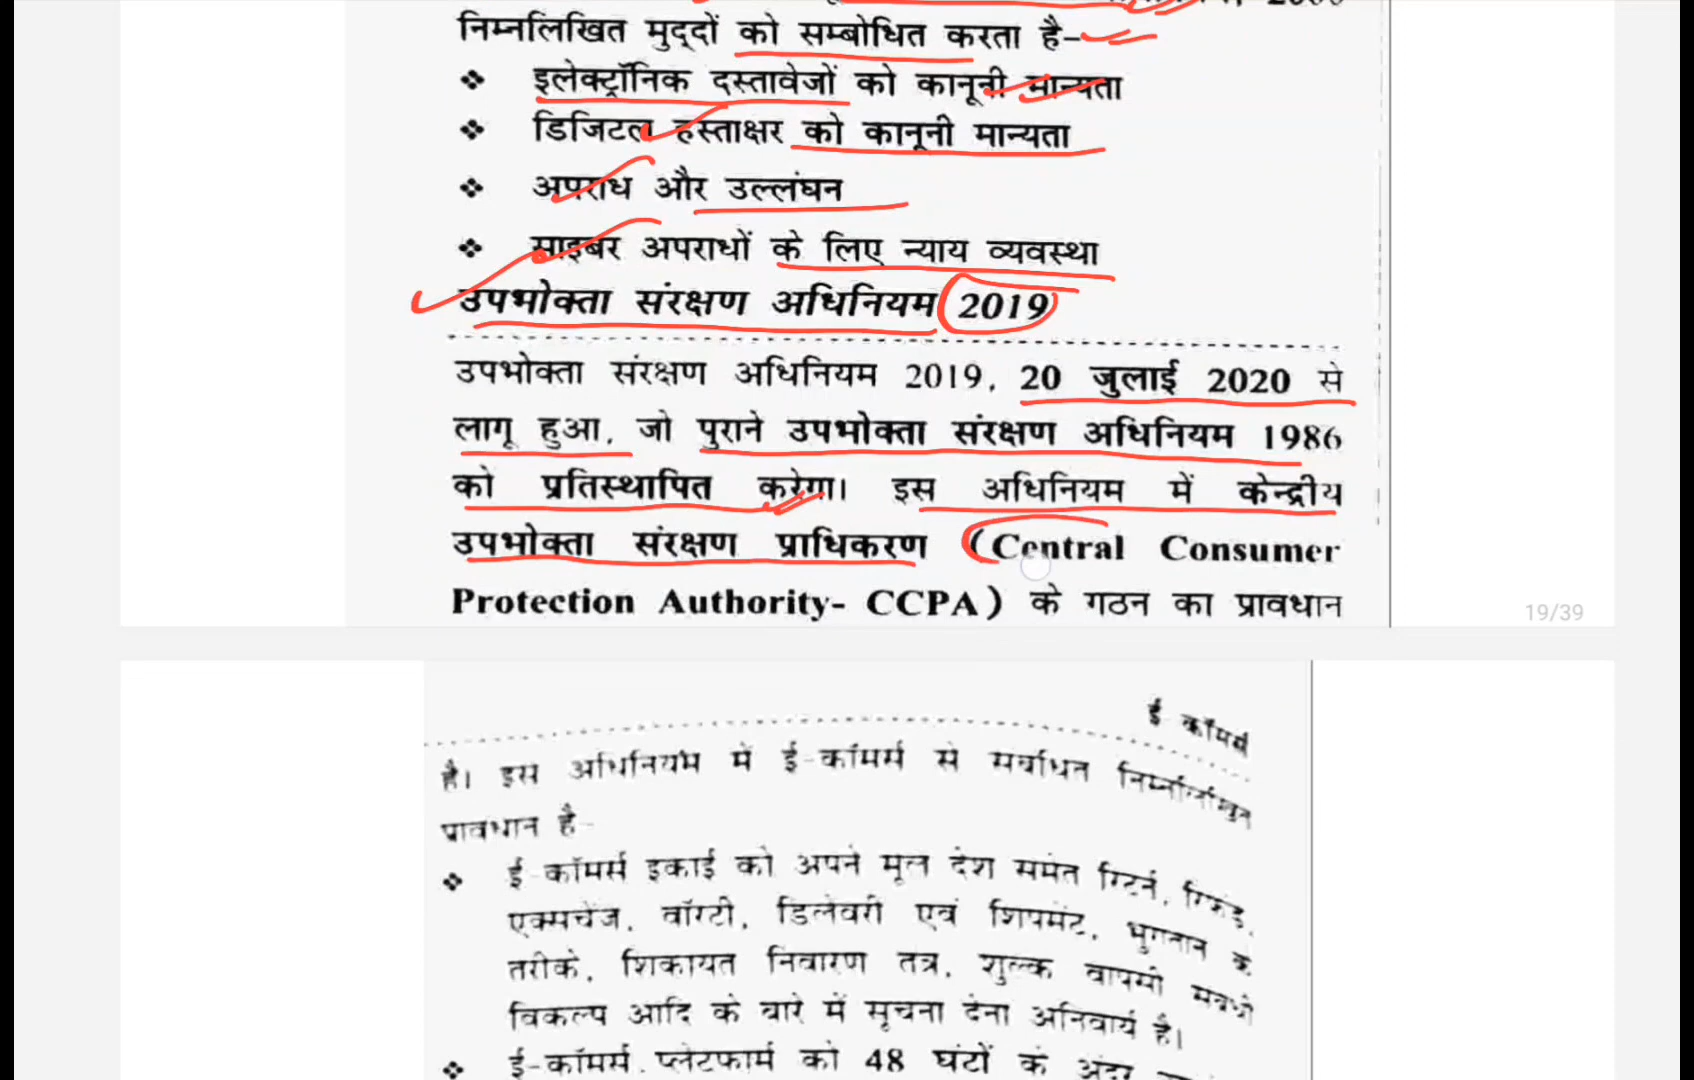 निम्नलिखित मुद्दों को सम्बोधित करता है-
❖ इलेक्ट्रॉनिक दस्तावेजों को कानूनी मान्यता
❖ डिजिटल हस्ताक्षर को कानूनी मान्यता
❖ अपराध और उल्लंघन
❖ साइबर अपराधों के लिए न्याय व्यवस्था
उपभोक्ता संरक्षण अधिनियम 2019
उपभोक्ता संरक्षण अधिनियम 2019, 20 जुलाई 2020 से
लागू हुआ, जो पुराने उपभोक्ता संरक्षण अधिनियम 1986
को प्रतिस्थापित करेगा। इस अधिनियम में केन्द्रीय
उपभोक्ता संरक्षण प्राधिकरण (Central Consumer
Protection Authority- CCPA) के गठन का प्रावधान
19/39
ई कॉमर्स
है। इस अधिनियम में ई-कॉमर्स से संबंधित निम्नलिखित
प्रावधान है-
❖ ई-कॉमर्स इकाई को अपने मूल देश समेत रिटर्न, रिफंड,
एक्सचेंज, वॉरंटी, डिलेवरी एवं शिपमेंट, भुगतान के
तरीके, शिकायत निवारण तंत्र, शुल्क वापसी संबंधी
विकल्प आदि के बारे में सूचना देना अनिवार्य है।
❖ ई-कॉमर्स प्लेटफार्म को 48 घंटों के अंदर